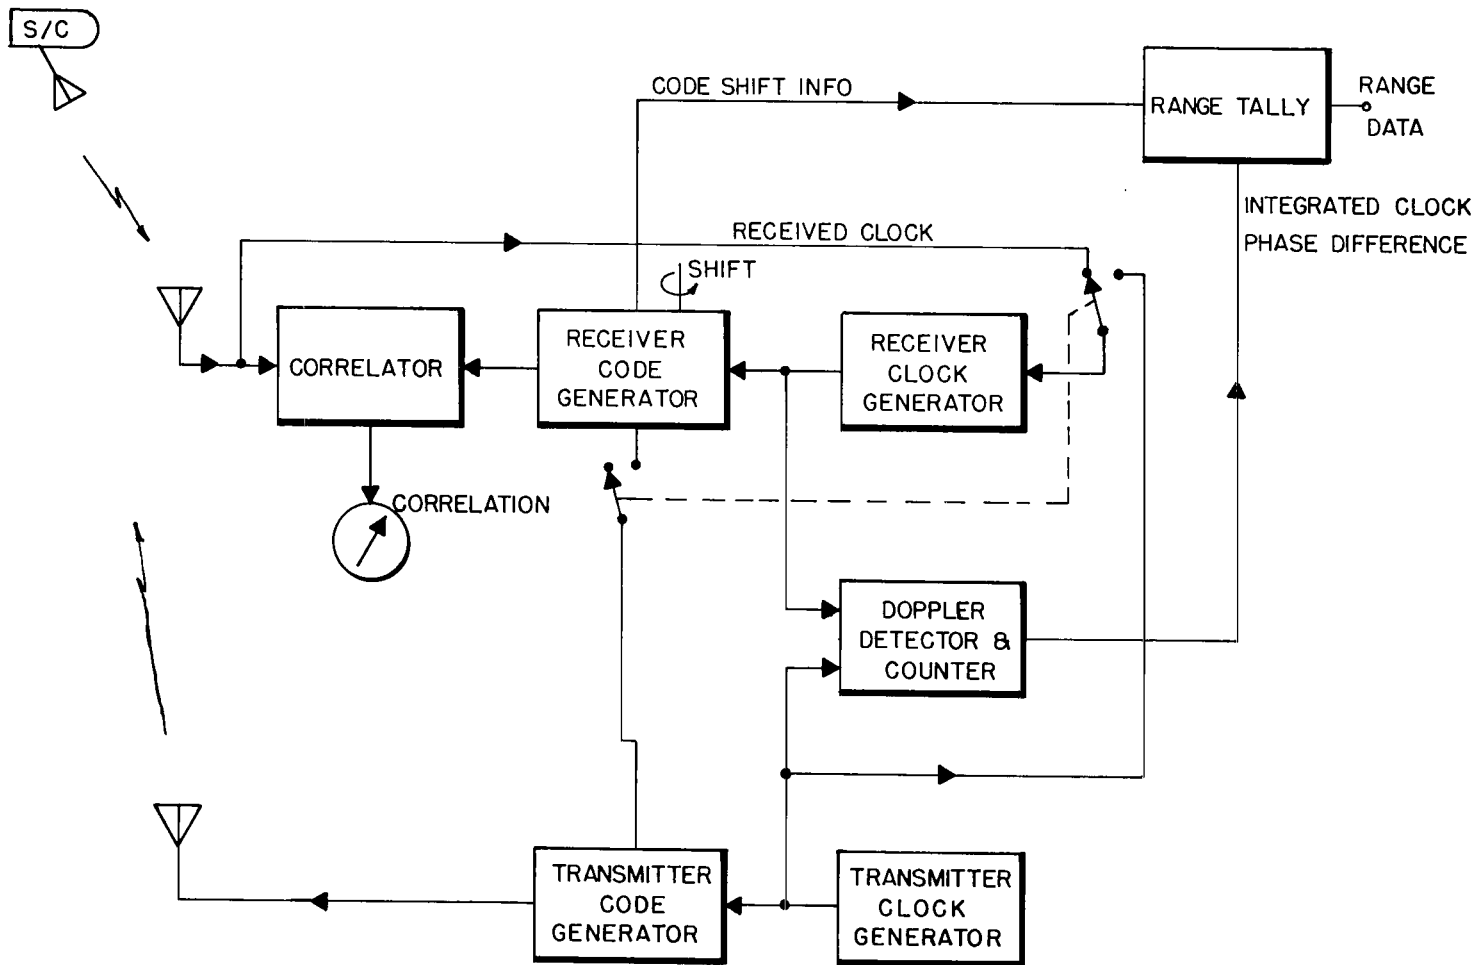 S/C
CODE SHIFT INFO
RANGE TALLY
RANGE
DATA
INTEGRATED CLOCK
PHASE DIFFERENCE
RECEIVED CLOCK
SHIFT
CORRELATOR
RECEIVER
CODE
GENERATOR
RECEIVER
CLOCK
GENERATOR
CORRELATION
DOPPLER
DETECTOR &
COUNTER
TRANSMITTER
CODE
GENERATOR
TRANSMITTER
CLOCK
GENERATOR